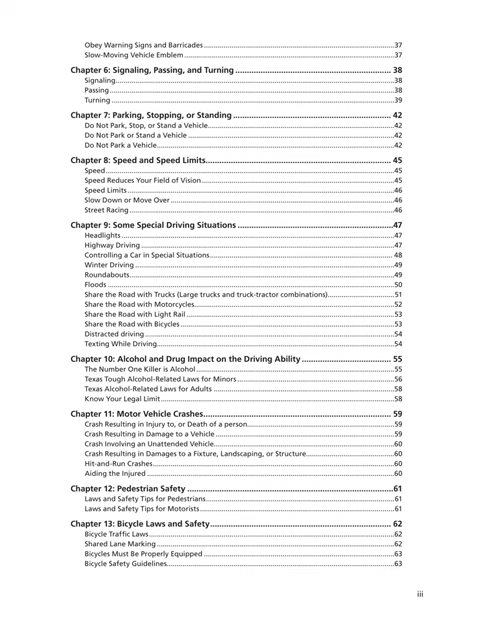 Obey Warning Signs and Barricades....37
Slow-Moving Vehicle Emblem....37
Chapter 6: Signaling, Passing, and Turning.... 38
Signaling....38
Passing....38
Turning....39
Chapter 7: Parking, Stopping, or Standing.... 42
Do Not Park, Stop, or Stand a Vehicle....42
Do Not Park or Stand a Vehicle....42
Do Not Park a Vehicle....42
Chapter 8: Speed and Speed Limits.... 45
Speed....45
Speed Reduces Your Field of Vision....45
Speed Limits....46
Slow Down or Move Over....46
Street Racing....46
Chapter 9: Some Special Driving Situations....47
Headlights....47
Highway Driving....47
Controlling a Car in Special Situations.... 48
Winter Driving....49
Roundabouts....49
Floods....50
Share the Road with Trucks (Large trucks and truck-tractor combinations)....51
Share the Road with Motorcycles....52
Share the Road with Light Rail....53
Share the Road with Bicycles....53
Distracted driving....54
Texting While Driving....54
Chapter 10: Alcohol and Drug Impact on the Driving Ability.... 55
The Number One Killer is Alcohol....55
Texas Tough Alcohol-Related Laws for Minors....56
Texas Alcohol-Related Laws for Adults....58
Know Your Legal Limit....58
Chapter 11: Motor Vehicle Crashes.... 59
Crash Resulting in Injury to, or Death of a person....59
Crash Resulting in Damage to a Vehicle....59
Crash Involving an Unattended Vehicle....60
Crash Resulting in Damages to a Fixture, Landscaping, or Structure....60
Hit-and-Run Crashes....60
Aiding the Injured....60
Chapter 12: Pedestrian Safety....61
Laws and Safety Tips for Pedestrians....61
Laws and Safety Tips for Motorists....61
Chapter 13: Bicycle Laws and Safety.... 62
Bicycle Traffic Laws....62
Shared Lane Marking....62
Bicycles Must Be Properly Equipped....63
Bicycle Safety Guidelines....63
iii